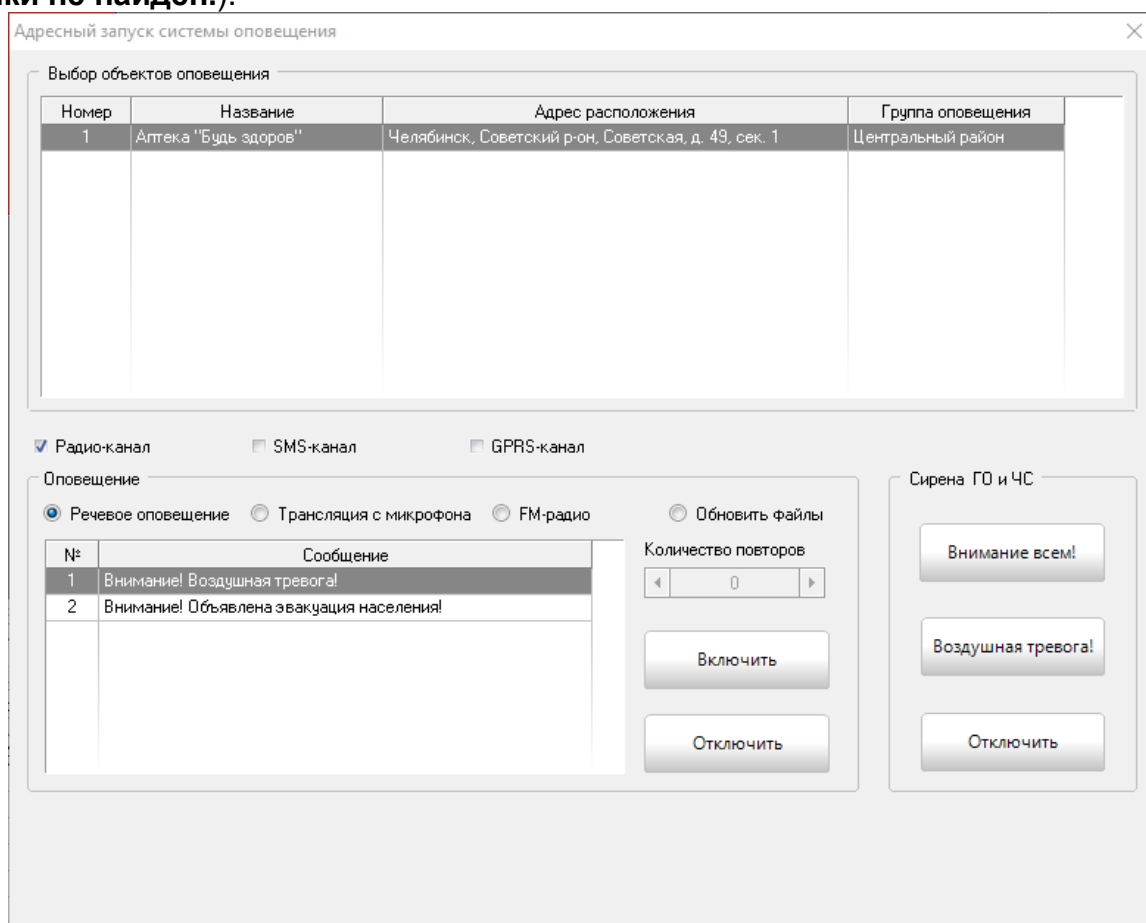 Адресный запуск системы оповещения
Выбор объектов оповещения
Номер Название Адрес расположения Группа оповещения
1 Аптека "Будь здоров" Челябинск, Советский р-он, Советская, д. 49, сек. 1 Центральный район
Радио-канал SMS-канал GPRS-канал
Оповещение Сирена ГО и ЧС
Речевое оповещение Трансляция с микрофона FM-радио Обновить файлы
№ Сообщение Количество повторов Внимание всем!
1 Внимание! Воздушная тревога! 0
2 Внимание! Объявлена эвакуация населения!
Включить Воздушная тревога!
Отключить Отключить